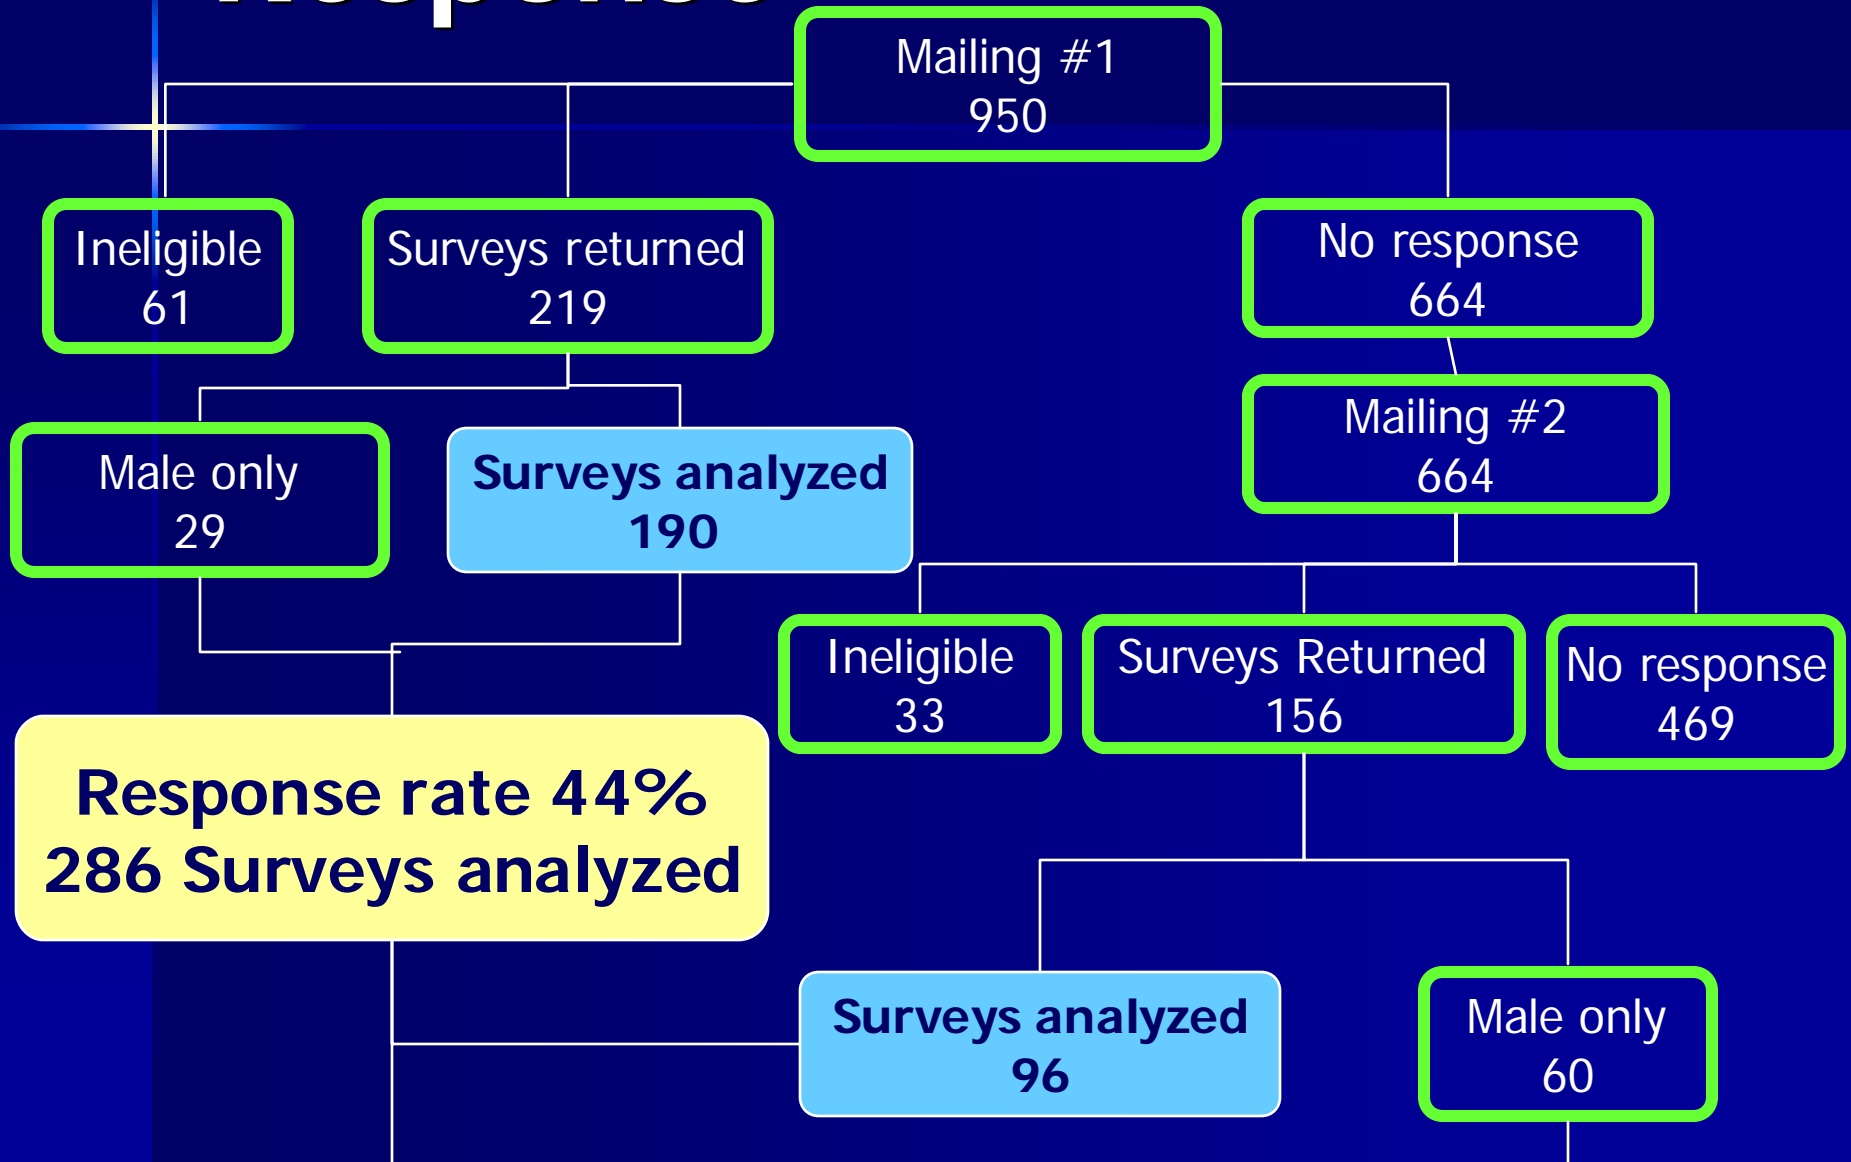 Response
Mailing #1
950
Ineligible
61
Surveys returned
219
No response
664
Male only
29
Surveys analyzed
190
Mailing #2
664
Ineligible
33
Surveys Returned
156
No response
469
Response rate 44%
286 Surveys analyzed
Surveys analyzed
96
Male only
60